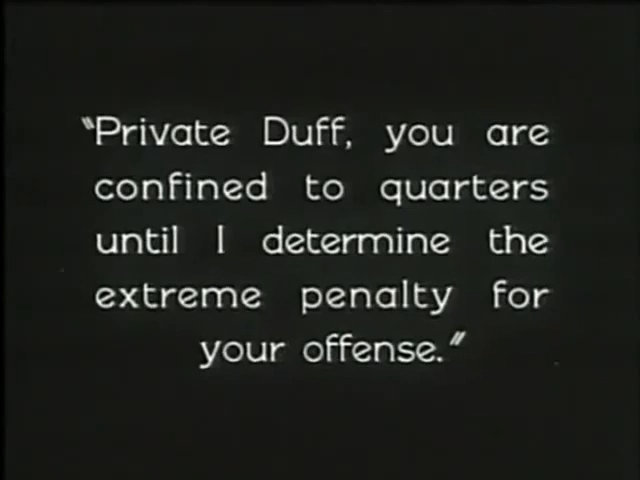 "Private Duff, you are
confined to quarters
until I determine the
extreme penalty for
your offense."